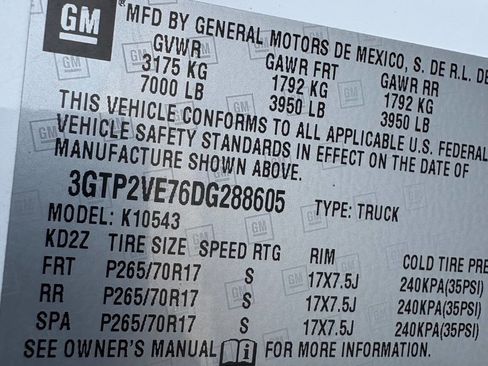 GM
MFD BY GENERAL MOTORS DE MEXICO, S. DE R.L. DE
GVWR GAWR FRT GAWR RR
3175 KG 1792 KG 1792 KG
7000 LB 3950 LB 3950 LB
THIS VEHICLE CONFORMS TO ALL APPLICABLE U.S. FEDERAL
VEHICLE SAFETY STANDARDS IN EFFECT ON THE DATE OF
MANUFACTURE SHOWN ABOVE.
3GTP2VE76DG288605 TYPE: TRUCK
MODEL: K10543
KD2Z TIRE SIZE SPEED RTG RIM COLD TIRE PRE
FRT P265/70R17 S 17X7.5J 240KPA(35PSI)
RR P265/70R17 S 17X7.5J 240KPA(35PSI)
SPA P265/70R17 S 17X7.5J 240KPA(35PSI)
SEE OWNER'S MANUAL i FOR MORE INFORMATION.